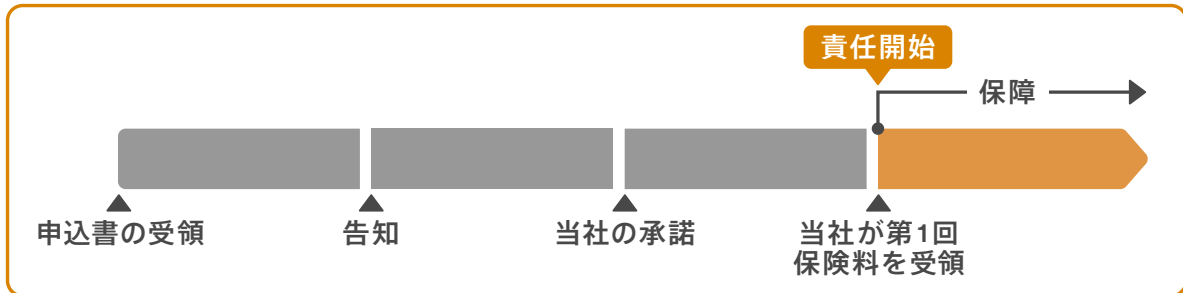 責任開始
保障
申込書の受領
告知
当社の承諾
当社が第1回
保険料を受領